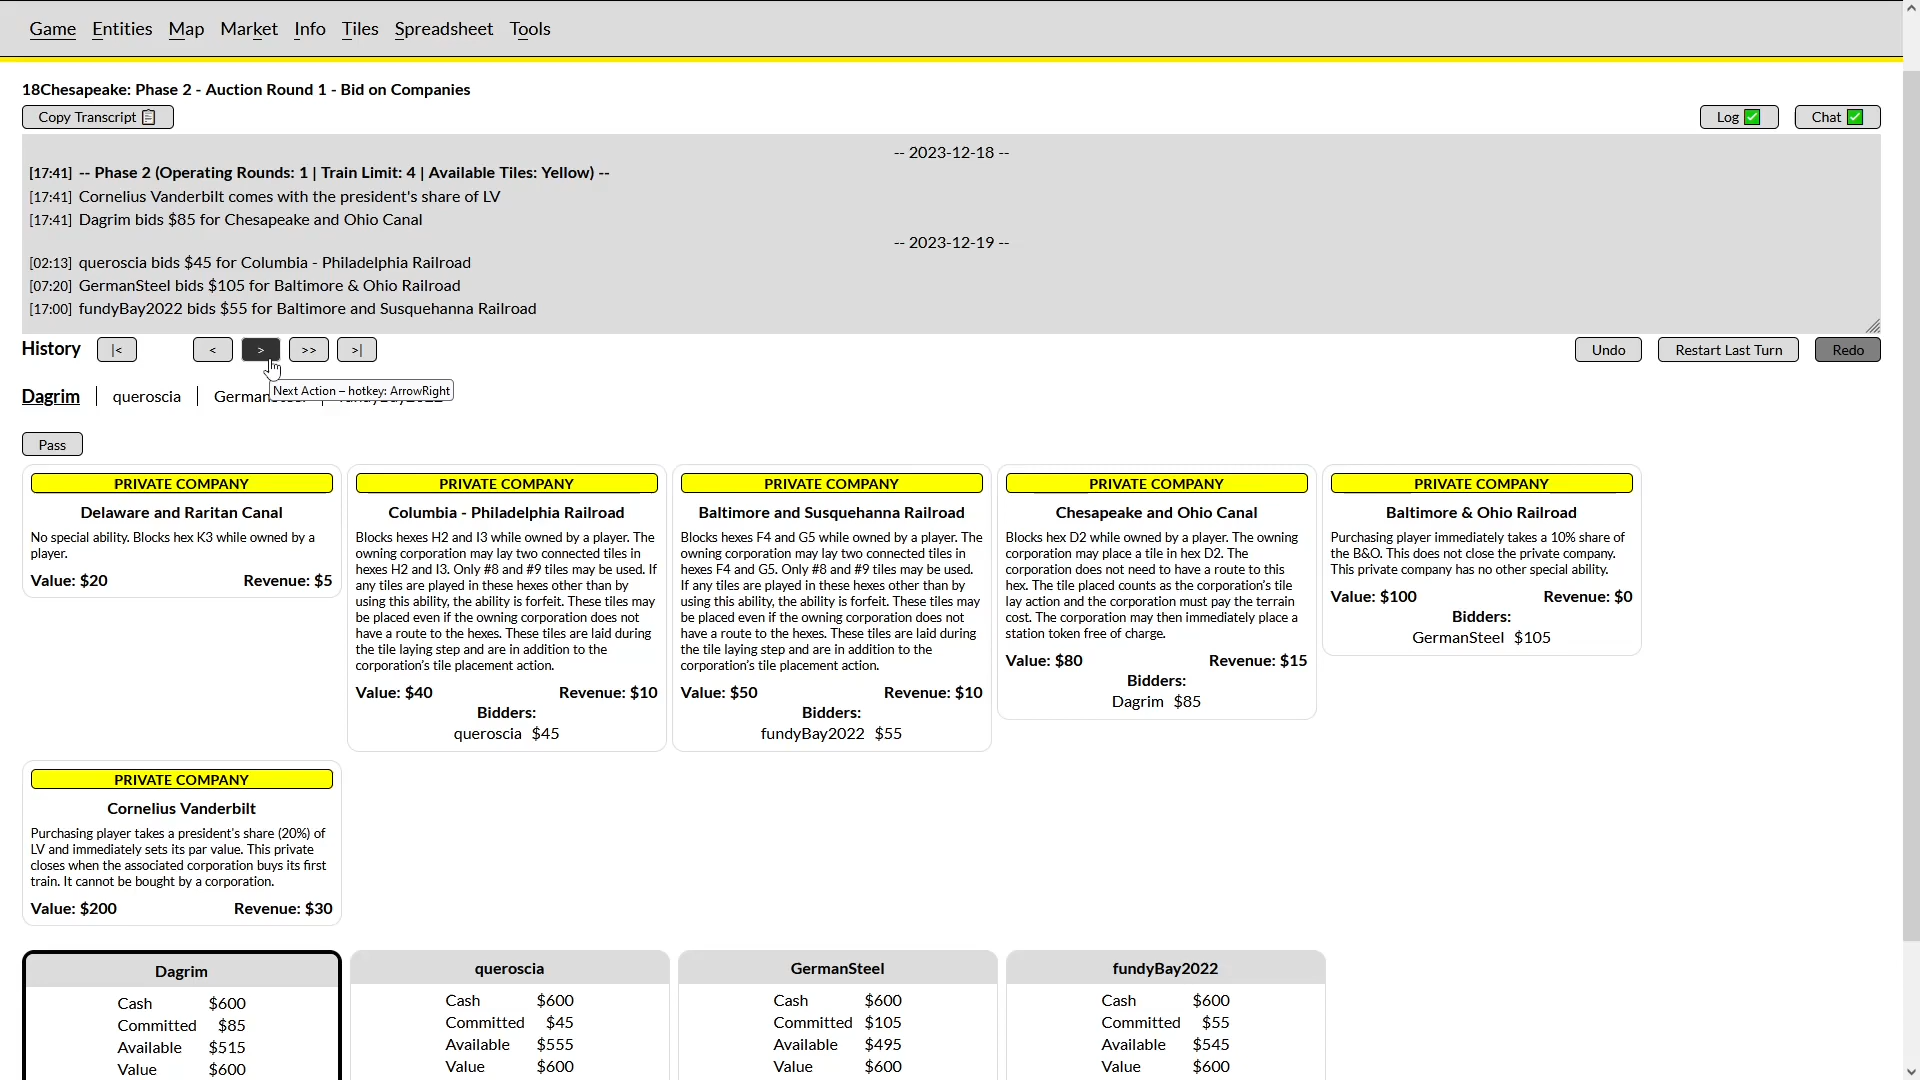 Game Entities Map Market Info Tiles Spreadsheet Tools
18Chesapeake: Phase 2 - Auction Round 1 - Bid on Companies
Copy Transcript 📋 Log ✅ Chat ✅
-- 2023-12-18 --
[17:41] -- Phase 2 (Operating Rounds: 1 | Train Limit: 4 | Available Tiles: Yellow) --
[17:41] Cornelius Vanderbilt comes with the president's share of LV
[17:41] Dagrim bids $85 for Chesapeake and Ohio Canal
-- 2023-12-19 --
[02:13] queroscia bids $45 for Columbia - Philadelphia Railroad
[07:20] GermanSteel bids $105 for Baltimore & Ohio Railroad
[17:00] fundyBay2022 bids $55 for Baltimore and Susquehanna Railroad
History |< < > >> >| Undo Restart Last Turn Redo
Next Action – hotkey: ArrowRight
Dagrim queroscia
Pass
PRIVATE COMPANY
Delaware and Raritan Canal
No special ability. Blocks hex K3 while owned by a
player.
Value: $20 Revenue: $5
PRIVATE COMPANY
Columbia - Philadelphia Railroad
Blocks hexes H2 and I3 while owned by a player. The
owning corporation may lay two connected tiles in
hexes H2 and I3. Only #8 and #9 tiles may be used. If
any tiles are played in these hexes other than by
using this ability, the ability is forfeit. These tiles may
be placed even if the owning corporation does not
have a route to the hexes. These tiles are laid during
the tile laying step and are in addition to the
corporation's tile placement action.
Value: $40 Revenue: $10
Bidders:
queroscia $45
PRIVATE COMPANY
Baltimore and Susquehanna Railroad
Blocks hexes F4 and G5 while owned by a player. The
owning corporation may lay two connected tiles in
hexes F4 and G5. Only #8 and #9 tiles may be used.
If any tiles are played in these hexes other than by
using this ability, the ability is forfeit. These tiles may
be placed even if the owning corporation does not
have a route to the hexes. These tiles are laid during
the tile laying step and are in addition to the
corporation's tile placement action.
Value: $50 Revenue: $10
Bidders:
fundyBay2022 $55
PRIVATE COMPANY
Chesapeake and Ohio Canal
Blocks hex D2 while owned by a player. The owning
corporation may place a tile in hex D2. The
corporation does not need to have a route to this
hex. The tile placed counts as the corporation's tile
lay action and the corporation must pay the terrain
cost. The corporation may then immediately place a
station token free of charge.
Value: $80 Revenue: $15
Bidders:
Dagrim $85
PRIVATE COMPANY
Baltimore & Ohio Railroad
Purchasing player immediately takes a 10% share of
the B&O. This does not close the private company.
This private company has no other special ability.
Value: $100 Revenue: $0
Bidders:
GermanSteel $105
PRIVATE COMPANY
Cornelius Vanderbilt
Purchasing player takes a president's share (20%) of
LV and immediately sets its par value. This private
closes when the associated corporation buys its first
train. It cannot be bought by a corporation.
Value: $200 Revenue: $30
Dagrim
Cash $600
Committed $85
Available $515
Value $600
queroscia
Cash $600
Committed $45
Available $555
Value $600
GermanSteel
Cash $600
Committed $105
Available $495
Value $600
fundyBay2022
Cash $600
Committed $55
Available $545
Value $600